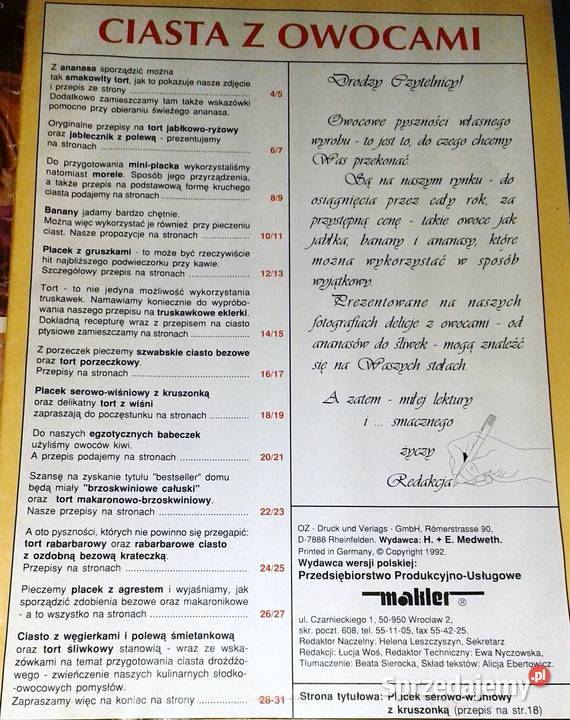 CIASTA Z OWOCAMI
Z ananasa sporządzić można
tak smakowity tort, jak to pokazuje nasze zdjęcie
i przepis ze strony ........ 4/5
Dodatkowo zamieszczamy tam także wskazówki
pomocne przy obieraniu świeżego ananasa.
Oryginalne przepisy na tort jabłkowo-ryżowy
oraz jabłecznik z polewą - prezentujemy
na stronach ........ 6/7
Do przygotowania mini-placka wykorzystaliśmy
natomiast morele. Sposób jego przyrządzenia,
a także przepis na podstawową formę kruchego
ciasta podajemy na stronach ........ 8/9
Banany jadamy bardzo chętnie.
Można więc wykorzystać je również przy pieczeniu
ciast. Nasze propozycje na stronach ........ 10/11
Placek z gruszkami - to może być rzeczywiście
hit najbliższego podwieczorku przy kawie.
Szczegółowy przepis na stronach ........ 12/13
Tort - to nie jedyna możliwość wykorzystania
truskawek. Namawiamy koniecznie do wypróbo-
wania naszego przepisu na truskawkowe eklerki.
Dokładną recepturę wraz z przepisem na ciasto
ptysiowe zamieszczamy na stronach ........ 14/15
Z porzeczek pieczemy szwabskie ciasto bezowe
oraz tort porzeczkowy.
Przepisy na stronach ........ 16/17
Placek serowo-wiśniowy z kruszonką
oraz delikatny tort z wiśni
zapraszają do poczęstunku na stronach ........ 18/19
Do naszych egzotycznych babeczek
użyliśmy owoców kiwi.
A przepis podajemy na stronach ........ 20/21
Szansę na zyskanie tytułu "bestseller" domu
będą miały "brzoskwiniowe całuski"
oraz tort makaronowo-brzoskwiniowy.
Nasze przepisy na stronach ........ 22/23
A oto pyszności, których nie powinno się przegapić:
tort rabarbarowy oraz rabarbarowe ciasto
z ozdobną bezową krateczką.
Przepisy na stronach ........ 24/25
Pieczemy placek z agrestem i wyjaśniamy, jak
sporządzić zdobienia bezowe oraz makaronikowe
- a to wszystko na stronach ........ 26/27
Ciasto z węgierkami i polewą śmietankową
oraz tort śliwkowy stanowią - wraz ze wska-
zówkami na temat przygotowania ciasta drożdżo-
wego - zwieńczenie naszych kulinarnych słodko-
-owocowych pomysłów.
Zapraszamy więc na koniec na strony ........ 28-31
Drodzy Czytelnicy!
Owocowe pyszności własnego
wyrobu - to jest to, do czego chcemy
Was przekonać.
Są na naszym rynku - do
osiągnięcia przez cały rok, za
przystępną cenę - takie owoce jak
jabłka, banany i ananasy, które
można wykorzystać w sposób
wyjątkowy.
Prezentowane na naszych
fotografiach delicje z owocami - od
ananasów do śliwek - mogą znaleźć
się na Waszych stołach.
A zatem - miłej lektury
i ... smacznego
życzy
Redakcja
OZ - Druck und Verlags - GmbH, Römerstrasse 90,
D-7888 Rheinfelden. Wydawca: H. + E. Medweth.
Printed in Germany, © Copyright 1992.
Wydawca wersji polskiej:
Przedsiębiorstwo Produkcyjno-Usługowe
mahler ®
ul. Czarnieckiego 1, 50-950 Wrocław 2,
skr. poczt. 608, tel. 55-11-05, fax 55-42-25.
Redaktor Naczelny: Helena Leszczyszyn, Sekretarz
Redakcji: Łucja Woś, Redaktor Techniczny: Ewa Nyczowska,
Tłumaczenie: Beata Sierocka, Skład tekstów: Alicja Ebertowicz.
Strona tytułowa: Placek serowo-wiśniowy
z kruszonką (przepis na str.18)
Sprzedajemy.pl